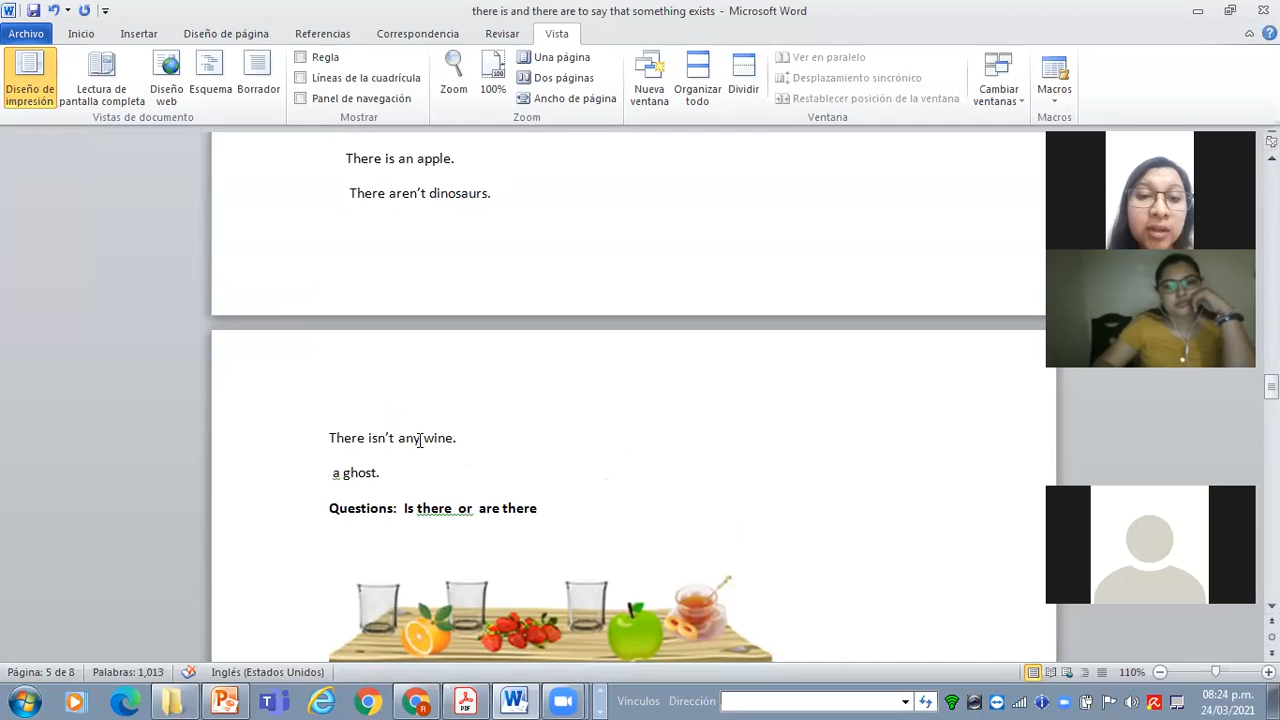 there is and there are to say that something exists - Microsoft Word
Archivo Inicio Insertar Diseño de página Referencias Correspondencia Revisar Vista
Diseño de impresión
Lectura de pantalla completa
Diseño web
Esquema
Borrador
Vistas de documento
Regla
Líneas de la cuadrícula
Panel de navegación
Mostrar
Zoom
100%
Una página
Dos páginas
Ancho de página
Zoom
Nueva ventana
Organizar todo
Dividir
Ver en paralelo
Desplazamiento sincrónico
Restablecer posición de la ventana
Ventana
Cambiar ventanas
Macros
Macros
There is an apple.
There aren't dinosaurs.
There isn't any wine.
a ghost.
Questions: Is there or are there
Página: 5 de 8 Palabras: 1,013 Inglés (Estados Unidos) 110%
Vínculos Dirección 08:24 p.m.
24/03/2021